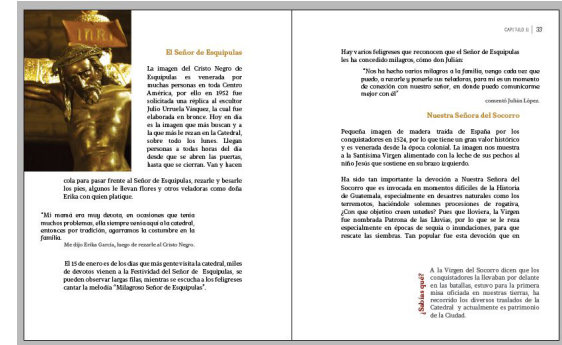 INRI
El Señor de Esquipulas
La imagen del Cristo Negro de
Esquipulas es venerada por
muchas personas en toda Centro
América, por ello en 1952 fue
solicitada una réplica al escultor
Julio Urruela Vásquez, la cual fue
elaborada en bronce. Hoy en día
es la imagen que más buscan y a
la que más le rezan en la Catedral,
sobre todo los lunes. Llegan
personas a todas horas del día
desde que se abren las puertas,
hasta que se cierran. Van y hacen
cola para pasar frente al Señor de Esquipulas, rezarle y besarle
los pies, algunos le llevan flores y otros veladoras como doña
Erika con quien platique.
"Mi mamá era muy devota, en ocasiones que tenía
muchos problemas, ella siempre venía aquí a la catedral,
entonces por tradición, agarramos la costumbre en la
familia.
Me dijo Erika García, luego de rezarle al Cristo Negro.
El 15 de enero es de los días que más gente visita la catedral, miles
de devotos vienen a la Festividad del Señor de Esquipulas, se
pueden observar largas filas, mientras se escucha a los feligreses
cantar la melodía "Milagroso Señor de Esquipulas".
CAPÍTULO II | 33
Hay varios feligreses que reconocen que el Señor de Esquipulas
les ha concedido milagros, cómo don Julián:
"Nos ha hecho varios milagros a la familia, vengo cada vez que
puedo, a rezarle y ponerle sus veladoras, para mí es un momento
de conexión con nuestro señor, en donde puedo comunicarme
mejor con él"
comentó Julián López.
Nuestra Señora del Socorro
Pequeña imagen de madera traída de España por los
conquistadores en 1524, por lo que tiene un gran valor histórico
y es venerada desde la época colonial. La imagen nos muestra
a la Santísima Virgen alimentado con la leche de sus pechos al
niño Jesús que sostiene en su brazo izquierdo.
Ha sido tan importante la devoción a Nuestra Señora del
Socorro que es invocada en momentos difíciles de la Historia
de Guatemala, especialmente en desastres naturales como los
terremotos, haciéndole solemnes procesiones de rogativa,
¿Con que objetivo creen ustedes? Pues que lloviera, la Virgen
fue nombrada Patrona de las Lluvias, por lo que se le reza
especialmente en épocas de sequía o inundaciones, para que
rescate las siembras. Tan popular fue esta devoción que en
¿Sabías qué?
A la Virgen del Socorro dicen que los
conquistadores la llevaban por delante
en las batallas, estuvo para la primera
misa oficiada en nuestras tierras, ha
recorrido los diversos traslados de la
Catedral y actualmente es patrimonio
de la Ciudad.